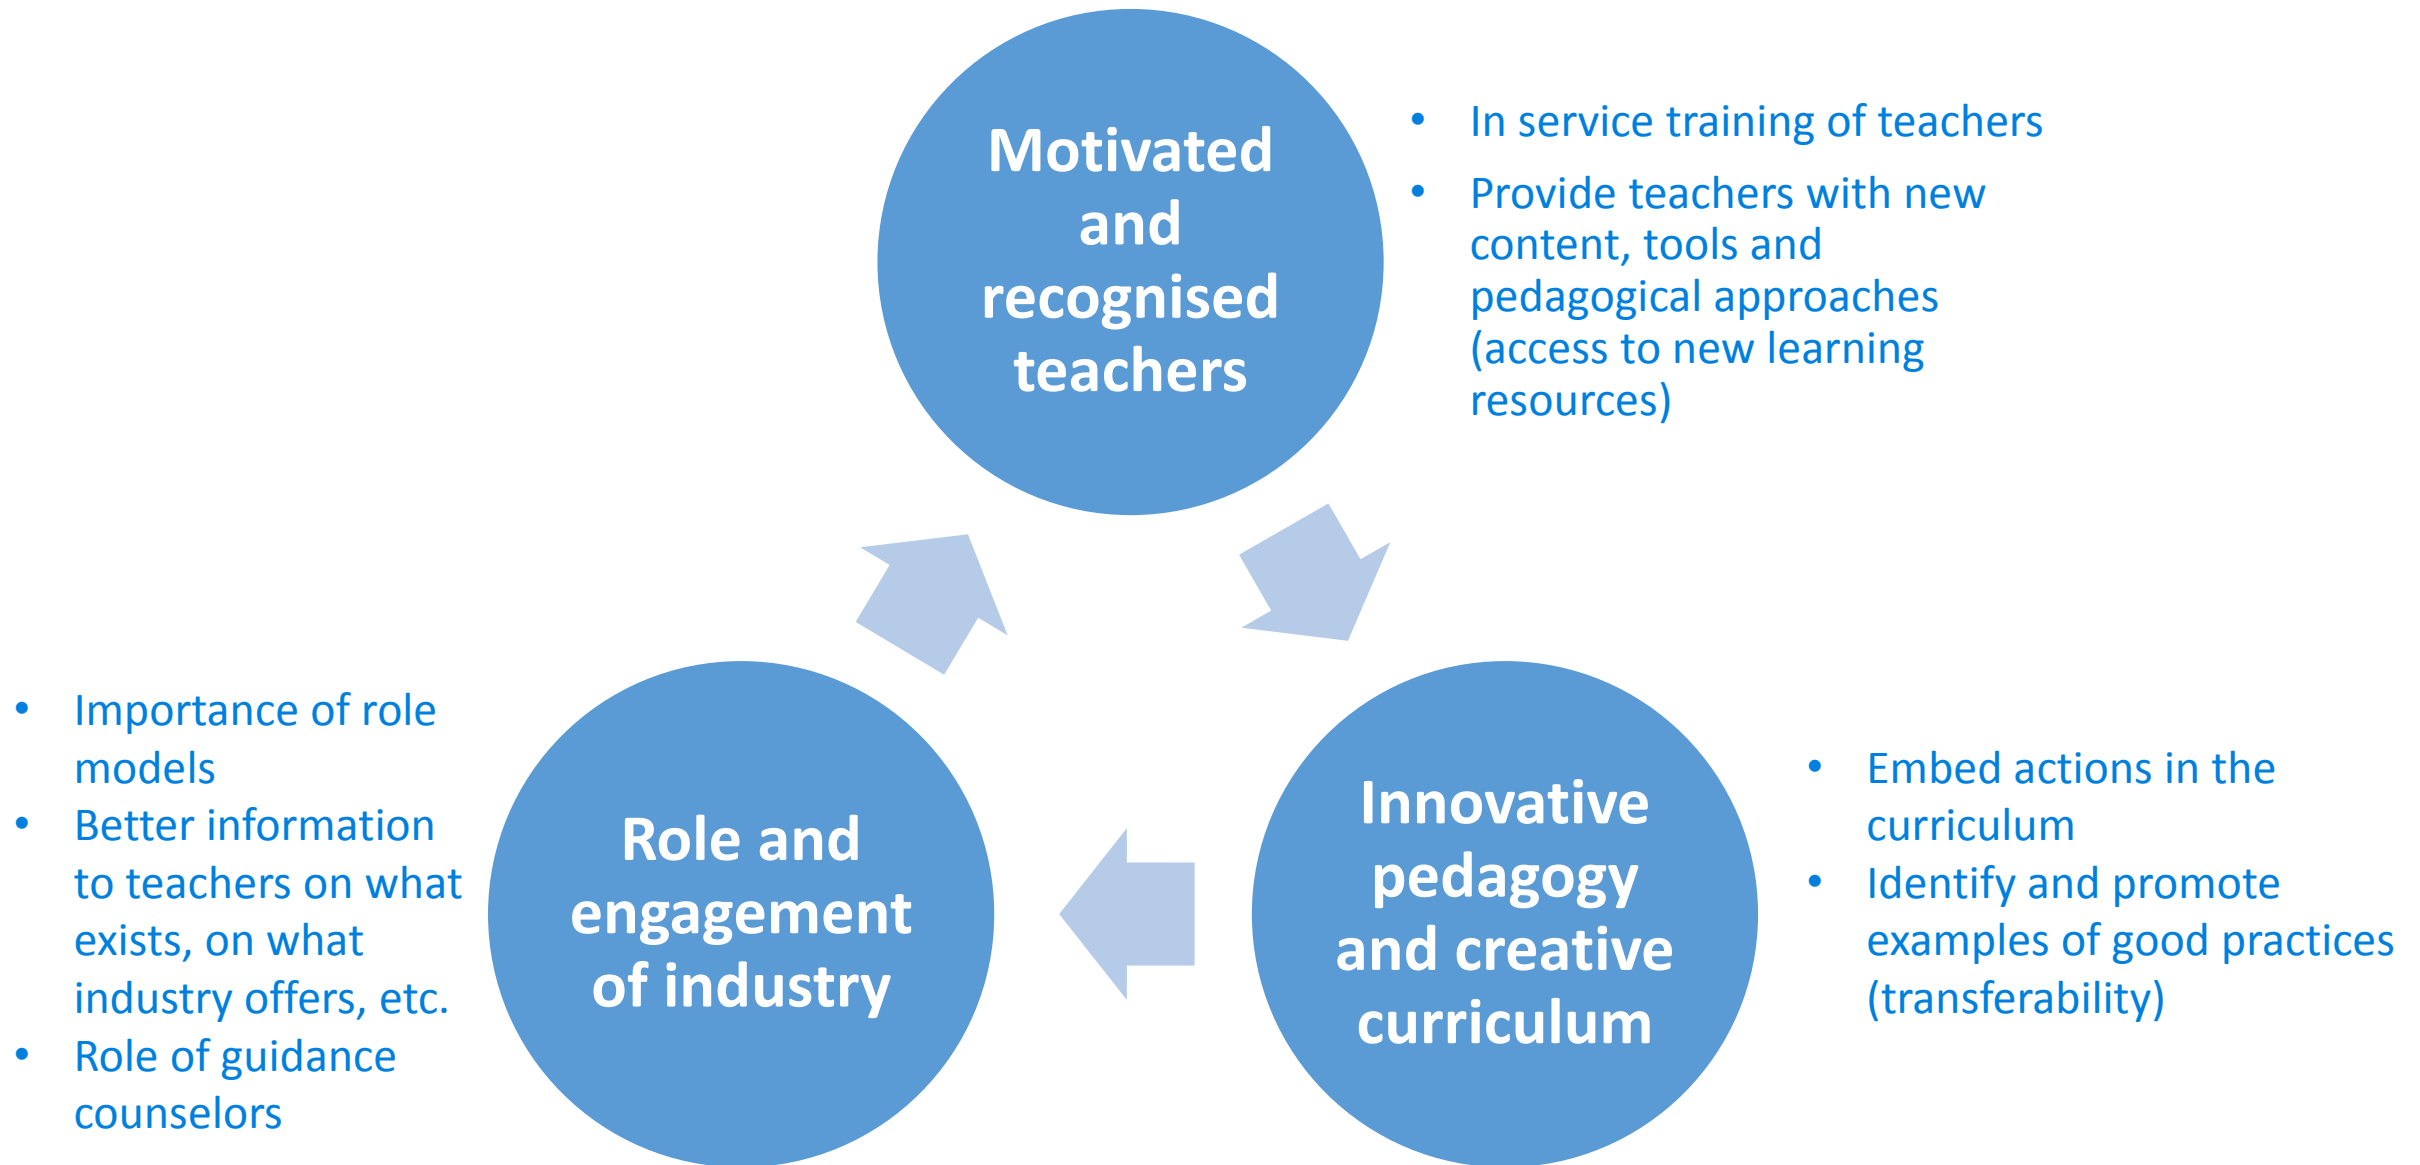 Motivated
and
recognised
teachers
• In service training of teachers
• Provide teachers with new
content, tools and
pedagogical approaches
(access to new learning
resources)
Innovative
pedagogy
and creative
curriculum
• Embed actions in the
curriculum
• Identify and promote
examples of good practices
(transferability)
Role and
engagement
of industry
• Importance of role
models
• Better information
to teachers on what
exists, on what
industry offers, etc.
• Role of guidance
counselors